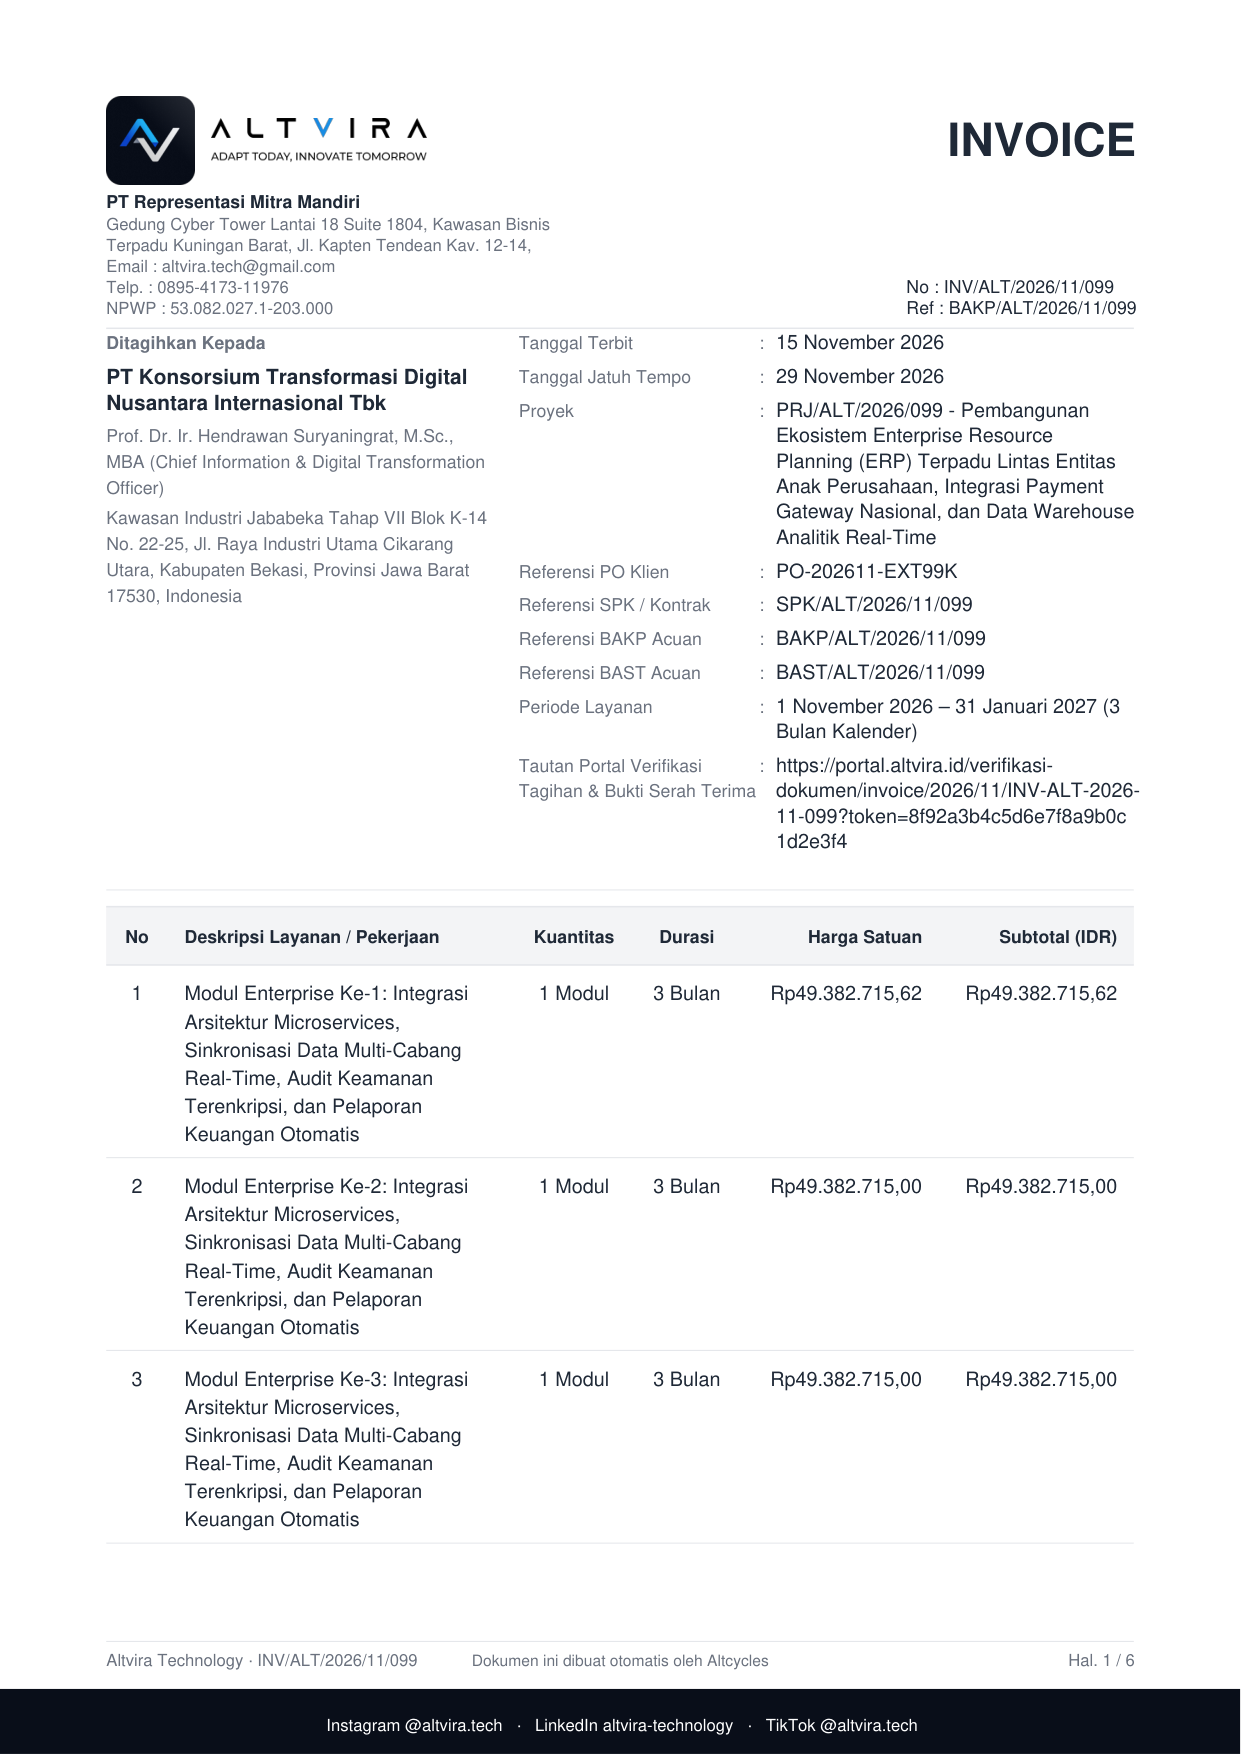 ALTVIRA
ADAPT TODAY, INNOVATE TOMORROW
INVOICE
PT Representasi Mitra Mandiri
Gedung Cyber Tower Lantai 18 Suite 1804, Kawasan Bisnis
Terpadu Kuningan Barat, Jl. Kapten Tendean Kav. 12-14,
Email : altvira.tech@gmail.com
Telp. : 0895-4173-11976
NPWP : 53.082.027.1-203.000
No : INV/ALT/2026/11/099
Ref : BAKP/ALT/2026/11/099
Ditagihkan Kepada
PT Konsorsium Transformasi Digital
Nusantara Internasional Tbk
Prof. Dr. Ir. Hendrawan Suryaningrat, M.Sc.,
MBA (Chief Information & Digital Transformation
Officer)
Kawasan Industri Jababeka Tahap VII Blok K-14
No. 22-25, Jl. Raya Industri Utama Cikarang
Utara, Kabupaten Bekasi, Provinsi Jawa Barat
17530, Indonesia
Tanggal Terbit : 15 November 2026
Tanggal Jatuh Tempo : 29 November 2026
Proyek : PRJ/ALT/2026/099 - Pembangunan
Ekosistem Enterprise Resource
Planning (ERP) Terpadu Lintas Entitas
Anak Perusahaan, Integrasi Payment
Gateway Nasional, dan Data Warehouse
Analitik Real-Time
Referensi PO Klien : PO-202611-EXT99K
Referensi SPK / Kontrak : SPK/ALT/2026/11/099
Referensi BAKP Acuan : BAKP/ALT/2026/11/099
Referensi BAST Acuan : BAST/ALT/2026/11/099
Periode Layanan : 1 November 2026 – 31 Januari 2027 (3
Bulan Kalender)
Tautan Portal Verifikasi : https://portal.altvira.id/verifikasi-
Tagihan & Bukti Serah Terima dokumen/invoice/2026/11/INV-ALT-2026-
11-099?token=8f92a3b4c5d6e7f8a9b0c
1d2e3f4
No Deskripsi Layanan / Pekerjaan Kuantitas Durasi Harga Satuan Subtotal (IDR)
1 Modul Enterprise Ke-1: Integrasi 1 Modul 3 Bulan Rp49.382.715,62 Rp49.382.715,62
Arsitektur Microservices,
Sinkronisasi Data Multi-Cabang
Real-Time, Audit Keamanan
Terenkripsi, dan Pelaporan
Keuangan Otomatis
2 Modul Enterprise Ke-2: Integrasi 1 Modul 3 Bulan Rp49.382.715,00 Rp49.382.715,00
Arsitektur Microservices,
Sinkronisasi Data Multi-Cabang
Real-Time, Audit Keamanan
Terenkripsi, dan Pelaporan
Keuangan Otomatis
3 Modul Enterprise Ke-3: Integrasi 1 Modul 3 Bulan Rp49.382.715,00 Rp49.382.715,00
Arsitektur Microservices,
Sinkronisasi Data Multi-Cabang
Real-Time, Audit Keamanan
Terenkripsi, dan Pelaporan
Keuangan Otomatis
Altvira Technology · INV/ALT/2026/11/099 Dokumen ini dibuat otomatis oleh Altcycles Hal. 1 / 6
Instagram @altvira.tech · LinkedIn altvira-technology · TikTok @altvira.tech